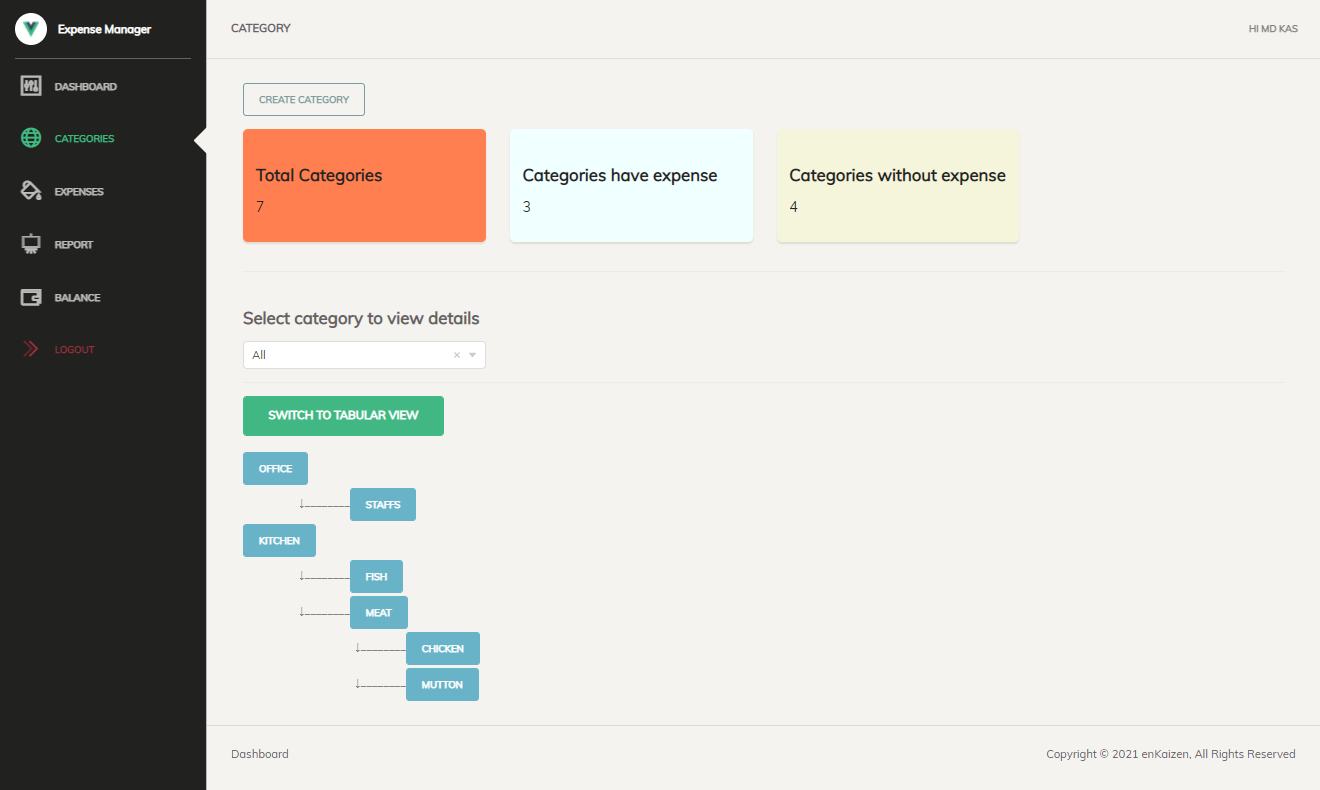 Expense Manager
DASHBOARD
CATEGORIES
EXPENSES
REPORT
BALANCE
LOGOUT
CATEGORY
HI MD KAS
CREATE CATEGORY
Total Categories
7
Categories have expense
3
Categories without expense
4
Select category to view details
All
SWITCH TO TABULAR VIEW
OFFICE
STAFFS
KITCHEN
FISH
MEAT
CHICKEN
MUTTON
Dashboard
Copyright © 2021 enKaizen, All Rights Reserved